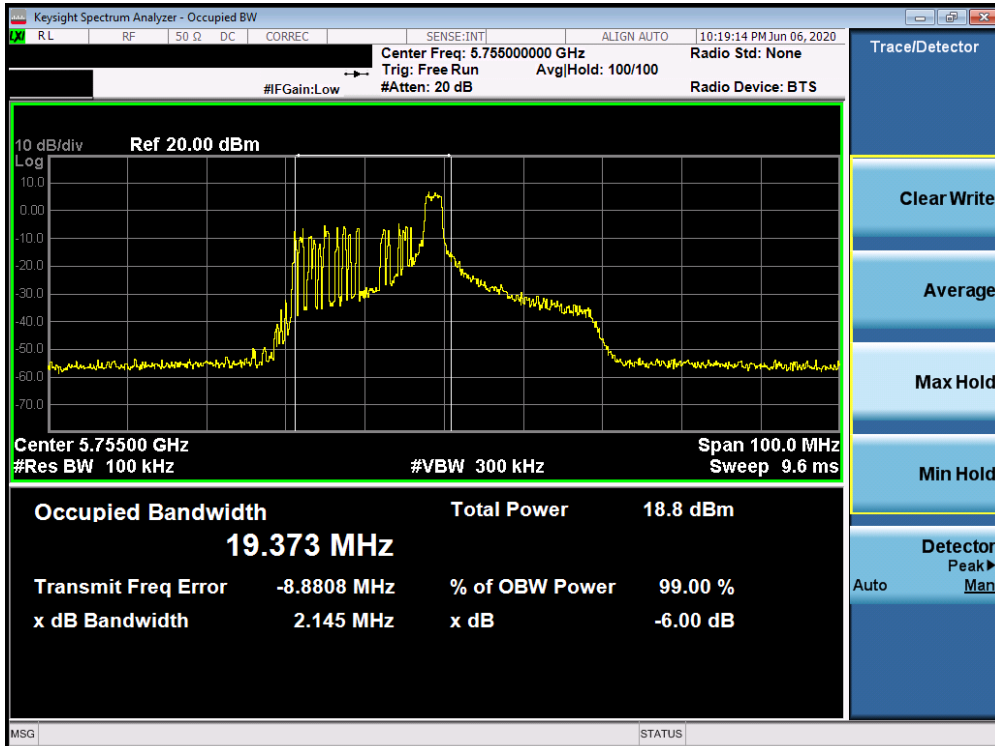 Keysight Spectrum Analyzer - Occupied BW
LXI RL RF 50 Ω DC CORREC SENSE:INT ALIGN AUTO 10:19:14 PM Jun 06, 2020
Center Freq: 5.755000000 GHz Radio Std: None
Trig: Free Run Avg|Hold: 100/100
#IFGain:Low #Atten: 20 dB Radio Device: BTS
Trace/Detector
10 dB/div Ref 20.00 dBm
Log
10.0
0.00
-10.0
-20.0
-30.0
-40.0
-50.0
-60.0
-70.0
Center 5.75500 GHz Span 100.0 MHz
#Res BW 100 kHz #VBW 300 kHz Sweep 9.6 ms
Occupied Bandwidth Total Power 18.8 dBm
19.373 MHz
Transmit Freq Error -8.8808 MHz % of OBW Power 99.00 %
x dB Bandwidth 2.145 MHz x dB -6.00 dB
Clear Write
Average
Max Hold
Min Hold
Detector
Peak▶
Auto Man
MSG STATUS